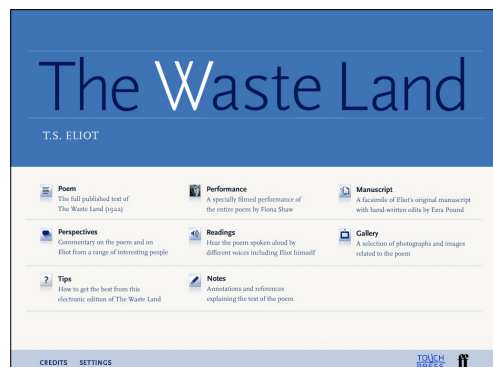 The Waste Land
T.S. ELIOT
Poem
The full published text of
The Waste Land (1922)
Performance
A specially filmed performance of
the entire poem by Fiona Shaw
Manuscript
A facsimile of Eliot's original manuscript
with hand-written edits by Ezra Pound
Perspectives
Commentary on the poem and on
Eliot from a range of interesting people
Readings
Hear the poem spoken aloud by
different voices including Eliot himself
Gallery
A selection of photographs and images
related to the poem
?
Tips
How to get the best from this
electronic edition of The Waste Land
Notes
Annotations and references
explaining the text of the poem
CREDITS SETTINGS
TOUCH
PRESS
ff